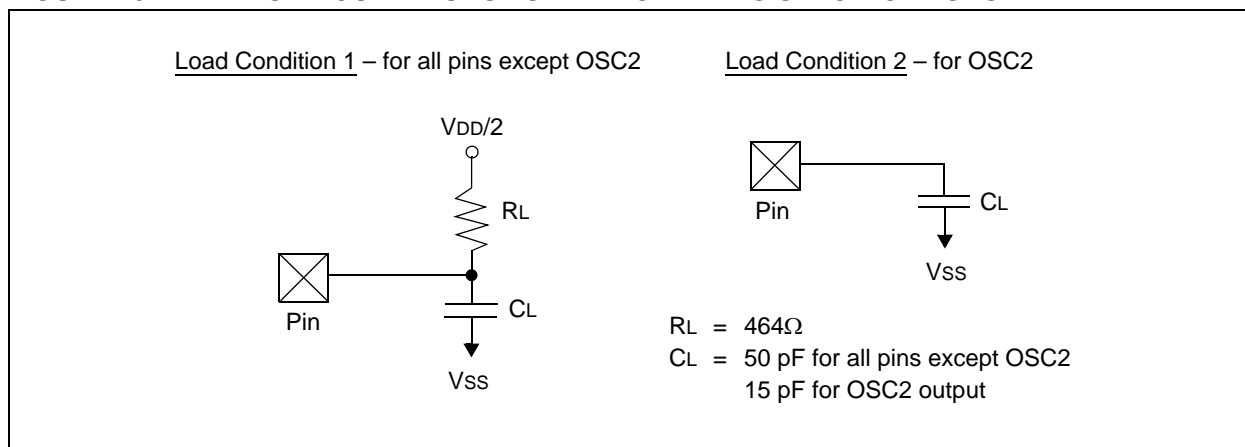 Load Condition 1 – for all pins except OSC2
VDD/2
RL
Pin
CL
VSS
Load Condition 2 – for OSC2
Pin
CL
VSS
RL = 464Ω
CL = 50 pF for all pins except OSC2
15 pF for OSC2 output